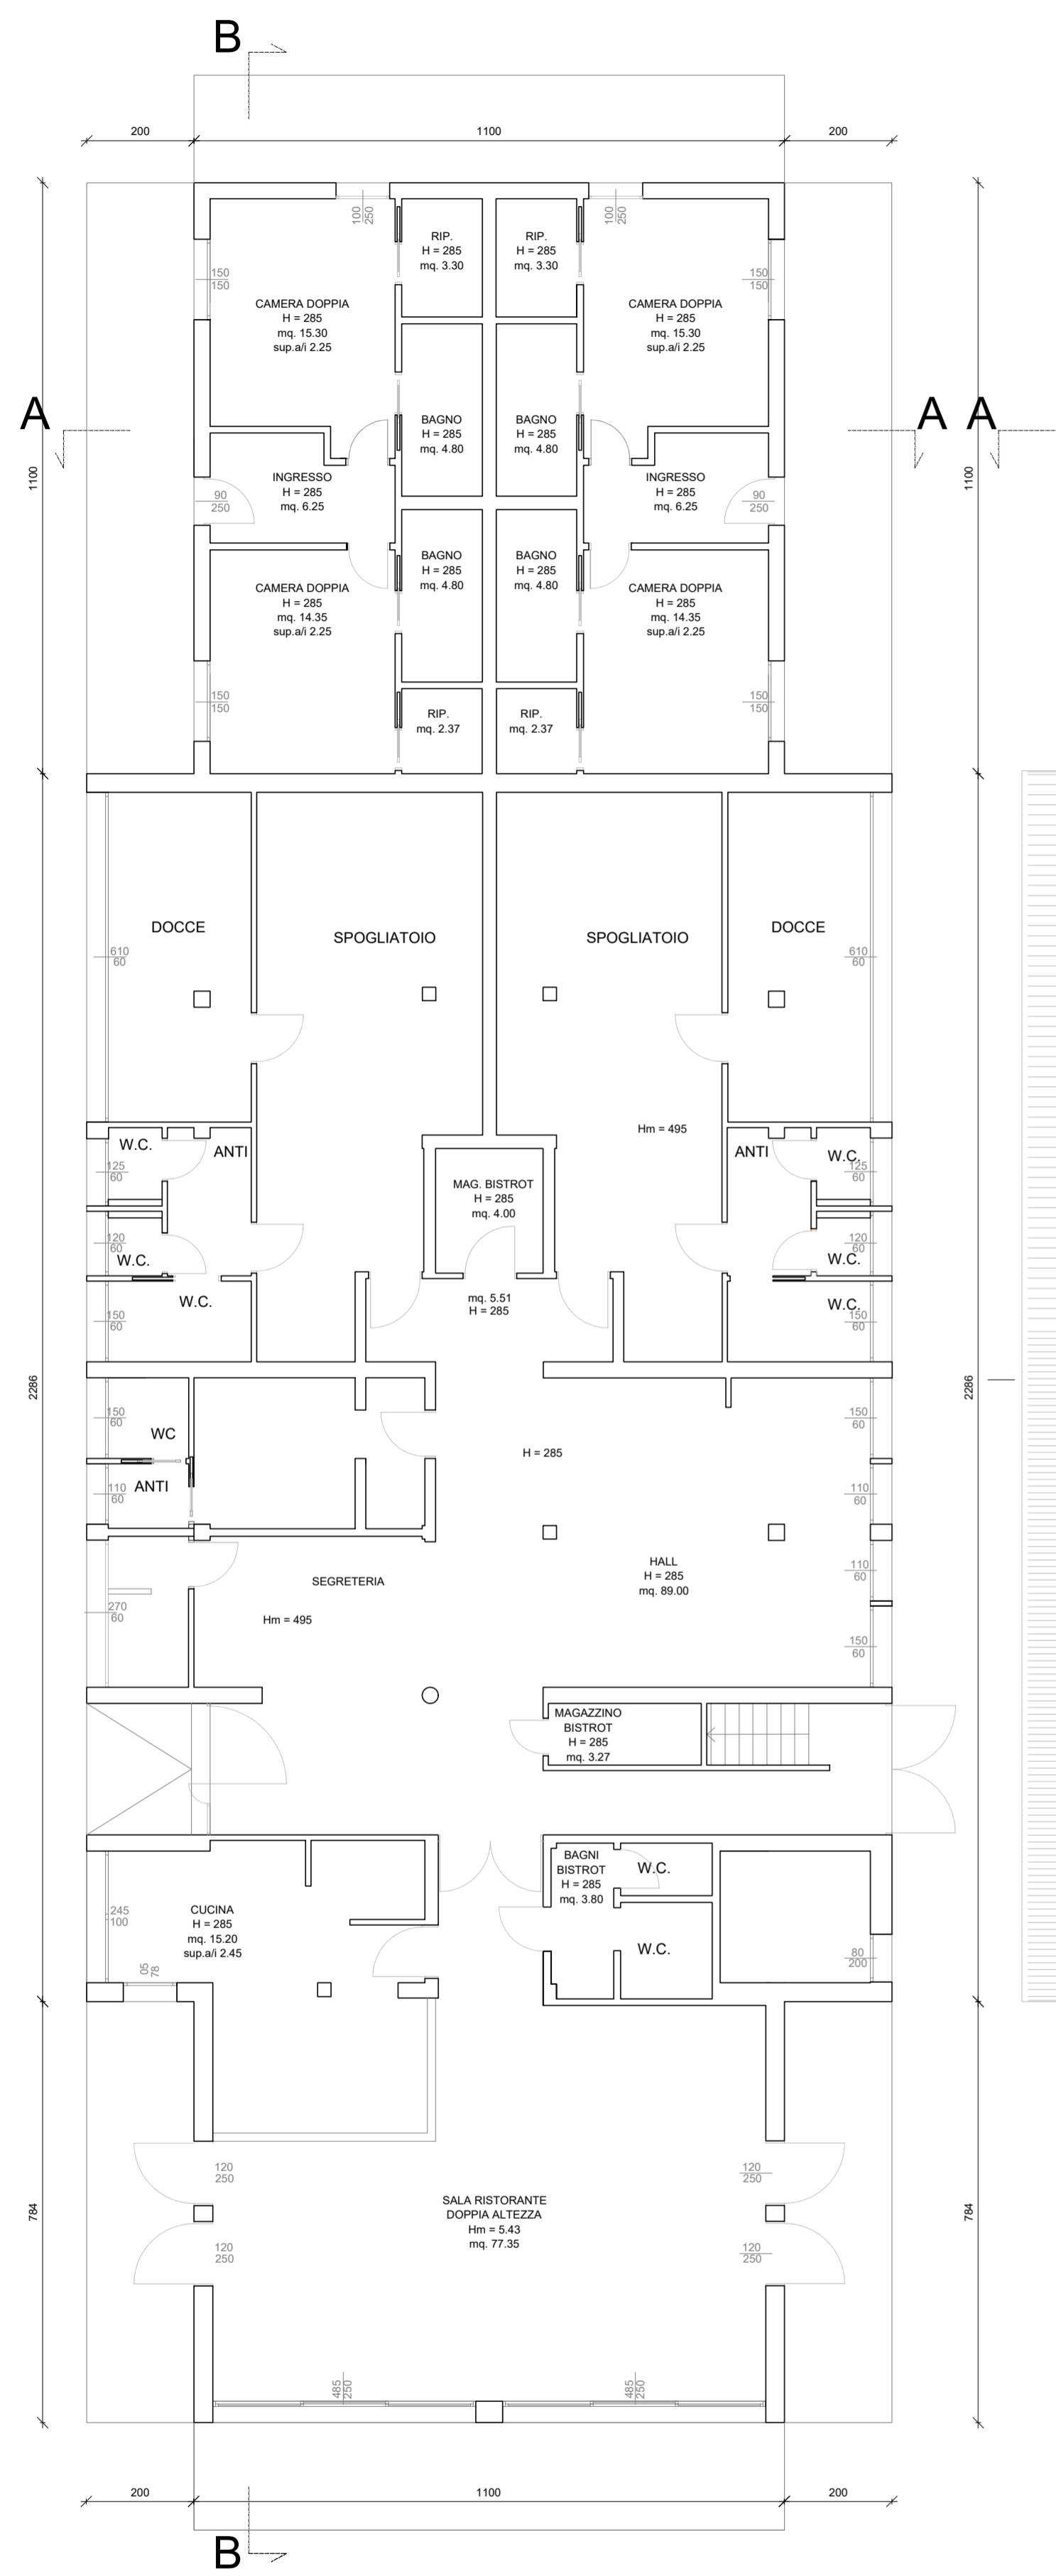 B
200
1100
200
100
250
100
250
RIP.
H = 285
mq. 3.30
RIP.
H = 285
mq. 3.30
150
150
150
150
CAMERA DOPPIA
H = 285
mq. 15.30
sup.a/i 2.25
CAMERA DOPPIA
H = 285
mq. 15.30
sup.a/i 2.25
A
A
A
BAGNO
H = 285
mq. 4.80
BAGNO
H = 285
mq. 4.80
1100
1100
INGRESSO
H = 285
mq. 6.25
INGRESSO
H = 285
mq. 6.25
90
250
90
250
BAGNO
H = 285
mq. 4.80
BAGNO
H = 285
mq. 4.80
CAMERA DOPPIA
H = 285
mq. 14.35
sup.a/i 2.25
CAMERA DOPPIA
H = 285
mq. 14.35
sup.a/i 2.25
150
150
150
150
RIP.
mq. 2.37
RIP.
mq. 2.37
DOCCE
SPOGLIATOIO
SPOGLIATOIO
DOCCE
610
60
610
60
Hm = 495
W.C.
ANTI
ANTI
W.C.
125
60
125
60
MAG. BISTROT
H = 285
mq. 4.00
120
60
W.C.
120
60
W.C.
mq. 5.51
H = 285
W.C.
W.C.
150
60
150
60
2286
2286
150
60
WC
150
60
H = 285
ANTI
110
60
110
60
HALL
H = 285
mq. 89.00
110
60
SEGRETERIA
270
60
Hm = 495
150
60
MAGAZZINO
BISTROT
H = 285
mq. 3.27
BAGNI
BISTROT
H = 285
mq. 3.80
W.C.
CUCINA
H = 285
mq. 15.20
sup.a/i 2.45
245
100
W.C.
80
200
05
78
120
250
120
250
SALA RISTORANTE
DOPPIA ALTEZZA
Hm = 5.43
mq. 77.35
784
784
120
250
120
250
485
250
485
250
200
1100
200
B